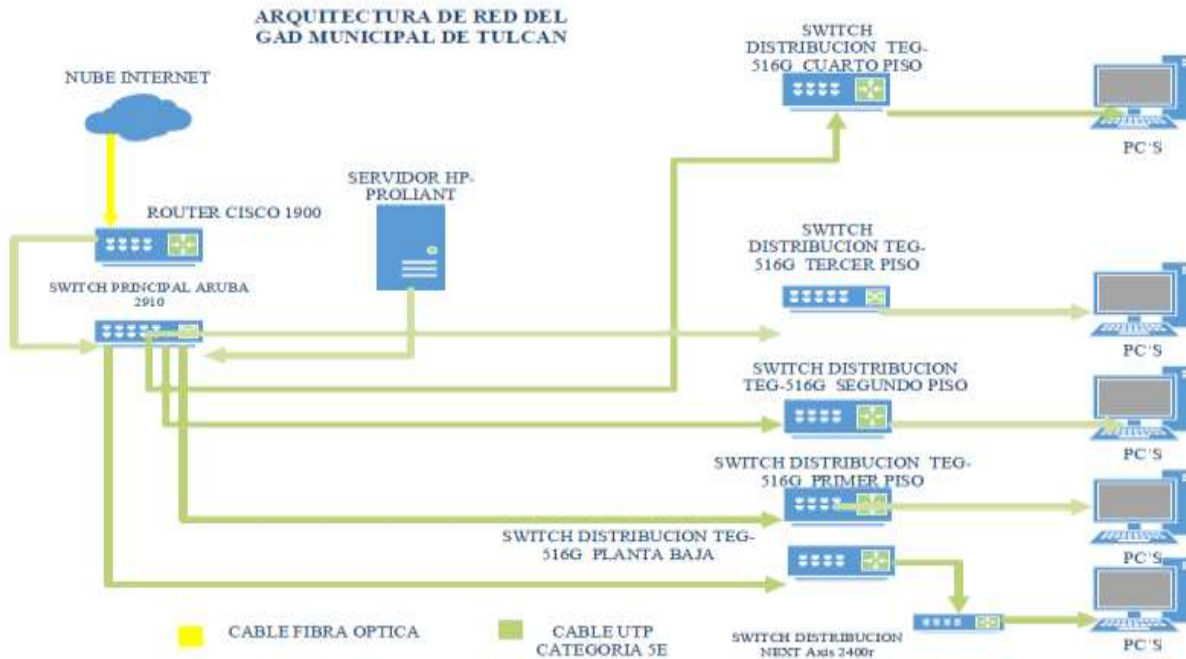 ARQUITECTURA DE RED DEL
GAD MUNICIPAL DE TULCAN
NUBE INTERNET
ROUTER CISCO 1900
SERVIDOR HP-
PROLIANT
SWITCH PRINCIPAL ARUBA
2910
SWITCH
DISTRIBUCION TEG-
516G CUARTO PISO
PC'S
SWITCH
DISTRIBUCION TEG-
516G TERCER PISO
PC'S
SWITCH DISTRIBUCION
TEG-516G SEGUNDO PISO
PC'S
SWITCH DISTRIBUCION TEG-
516G PRIMER PISO
PC'S
SWITCH DISTRIBUCION TEG-
516G PLANTA BAJA
SWITCH DISTRIBUCION
NEXT Axis 2400r
PC'S
CABLE FIBRA OPTICA
CABLE UTP
CATEGORIA 5E